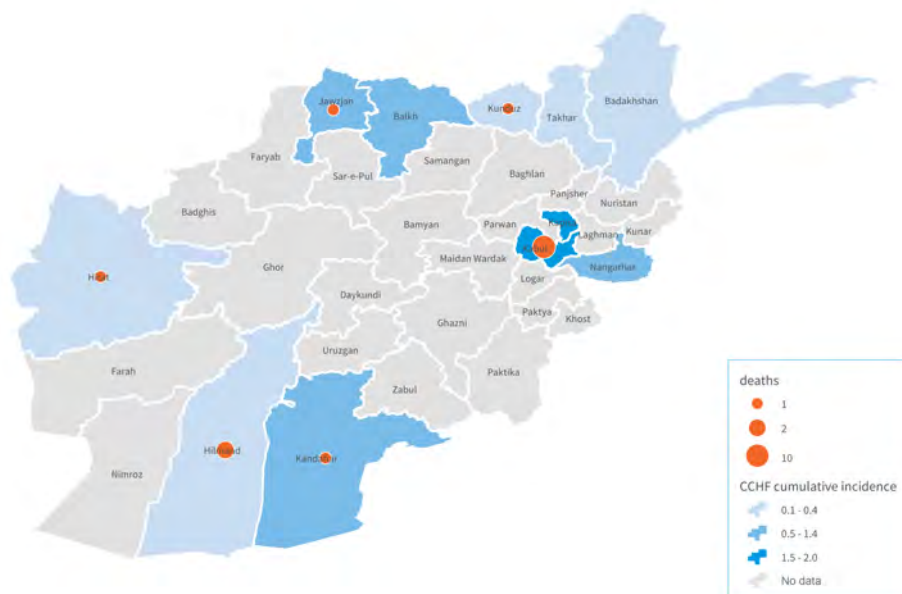 Badakhshan
Jawzjan
Kunduz
Takhar
Balkh
Faryab
Samangan
Sar-e-Pul
Baghlan
Panjsher
Nuristan
Badghis
Bamyan
Parwan
Kunar
Laghman
Kabul
Maidan Wardak
Nangarhar
Ghor
Logar
Daykundi
Paktya
Khost
Ghazni
Uruzgan
Farah
Paktika
Zabul
Hilmand
Kandahar
Nimroz
deaths
1
2
10
CCHF cumulative incidence
0.1 - 0.4
0.5 - 1.4
1.5 - 2.0
No data